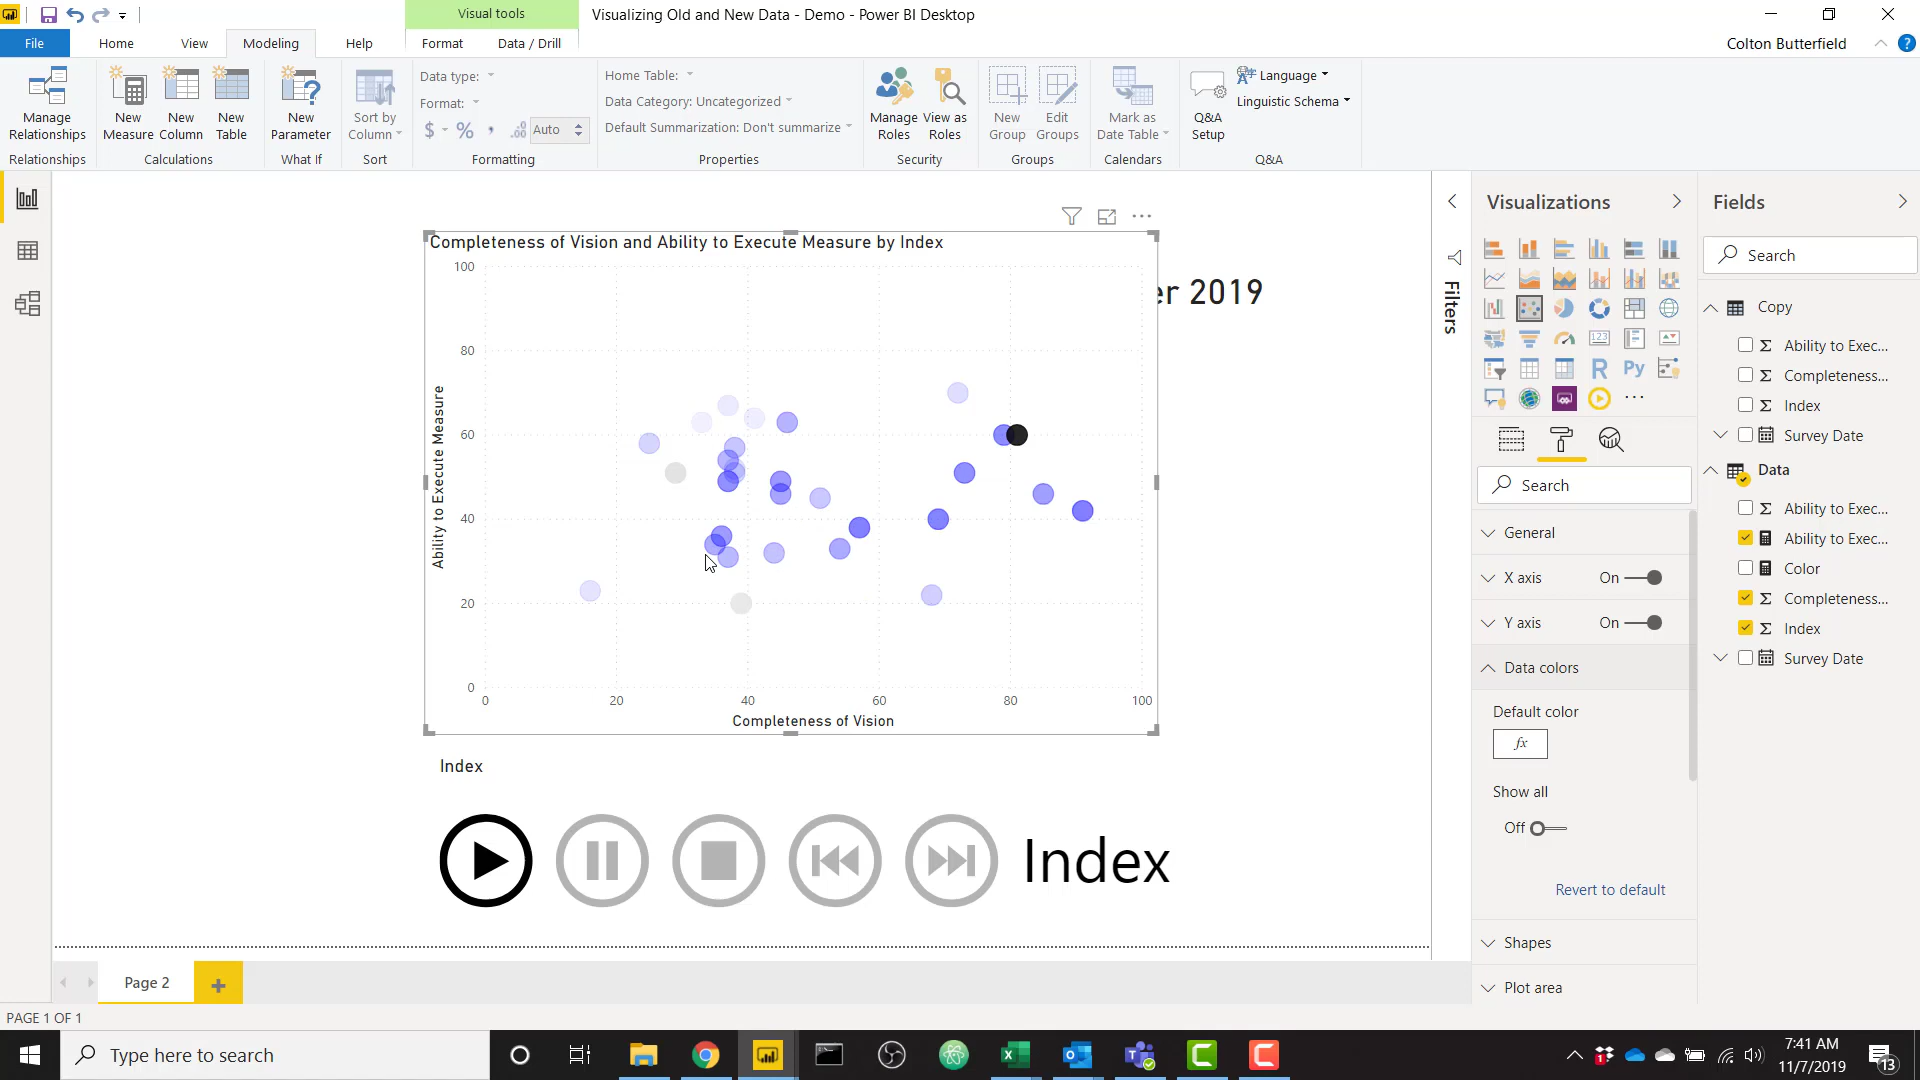 Visual tools
Visualizing Old and New Data - Demo - Power BI Desktop
File
Home
View
Modeling
Help
Format
Data / Drill
Colton Butterfield
?
Manage
Relationships
Relationships
New
Measure
New
Column
New
Table
Calculations
New
Parameter
What If
Sort by
Column
Sort
Data type:
Format:
$
%
,
Auto
Formatting
Home Table:
Data Category: Uncategorized
Default Summarization: Don't summarize
Properties
Manage
Roles
View as
Roles
Security
New
Group
Edit
Groups
Groups
Mark as
Date Table
Calendars
Q&A
Setup
Language
Linguistic Schema
Q&A
Completeness of Vision and Ability to Execute Measure by Index
er 2019
100
80
60
40
20
0
Ability to Execute Measure
0
20
40
60
80
100
Completeness of Vision
Index
Index
Filters
Visualizations
123
R
Py
Search
General
X axis
On
Y axis
On
Data colors
Default color
fx
Show all
Off
Revert to default
Shapes
Plot area
Fields
Search
Copy
Ability to Exec...
Completeness...
Index
Survey Date
Data
Ability to Exec...
Ability to Exec...
Color
Completeness...
Index
Survey Date
Page 2
PAGE 1 OF 1
Type here to search
7:41 AM
11/7/2019
13